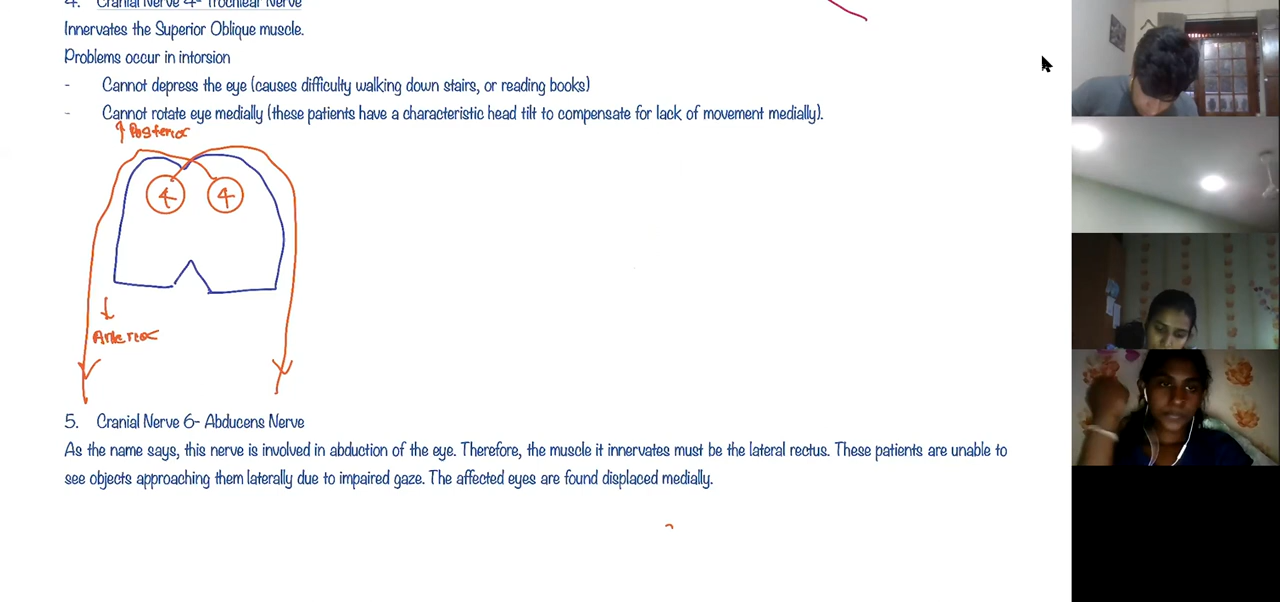 4. Cranial Nerve 4- Trochlear Nerve
Innervates the Superior Oblique muscle.
Problems occur in intorsion
- Cannot depress the eye (causes difficulty walking down stairs, or reading books)
- Cannot rotate eye medially (these patients have a characteristic head tilt to compensate for lack of movement medially).
↑ Posterior
4 4
↓
Anterior
5. Cranial Nerve 6- Abducens Nerve
As the name says, this nerve is involved in abduction of the eye. Therefore, the muscle it innervates must be the lateral rectus. These patients are unable to
see objects approaching them laterally due to impaired gaze. The affected eyes are found displaced medially.